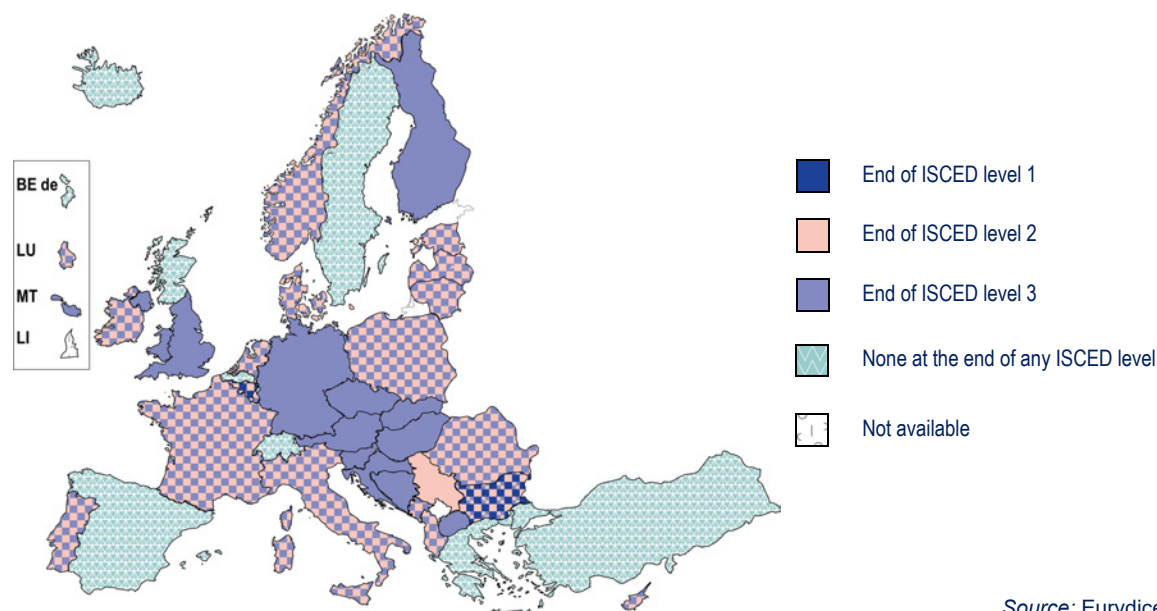 BE de
LU
MT
LI
End of ISCED level 1
End of ISCED level 2
End of ISCED level 3
None at the end of any ISCED level
Not available
Source: Eurydice